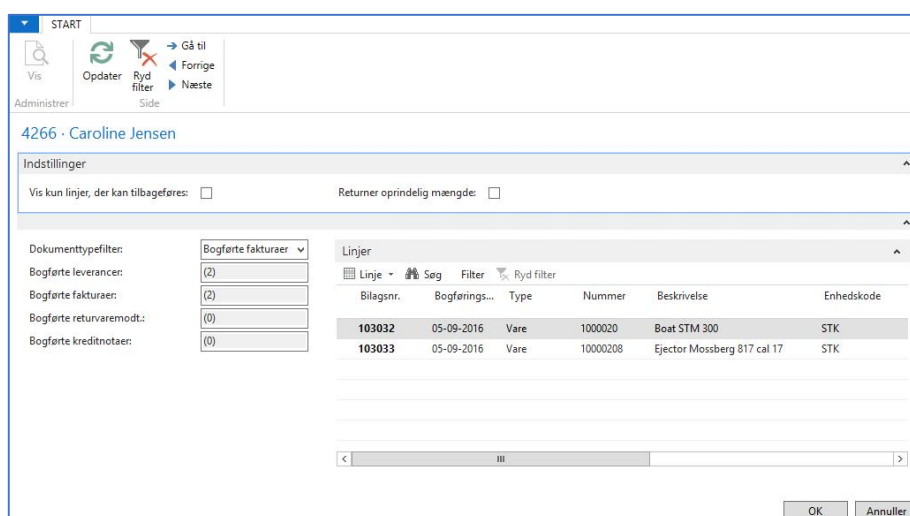 START
Vis
Opdater
Ryd filter
Gå til
Forrige
Næste
Administrer
Side
4266 · Caroline Jensen
Indstillinger
Vis kun linjer, der kan tilbageføres:
Returner oprindelig mængde:
Dokumenttypefilter: Bogførte fakturaer
Bogførte leverancer: (2)
Bogførte fakturaer: (2)
Bogførte returvaremodt.: (0)
Bogførte kreditnotaer: (0)
Linjer
Linje Søg Filter Ryd filter
Bilagsnr. Bogførings... Type Nummer Beskrivelse Enhedskode
103032 05-09-2016 Vare 1000020 Boat STM 300 STK
103033 05-09-2016 Vare 10000208 Ejector Mossberg 817 cal 17 STK
OK Annuller